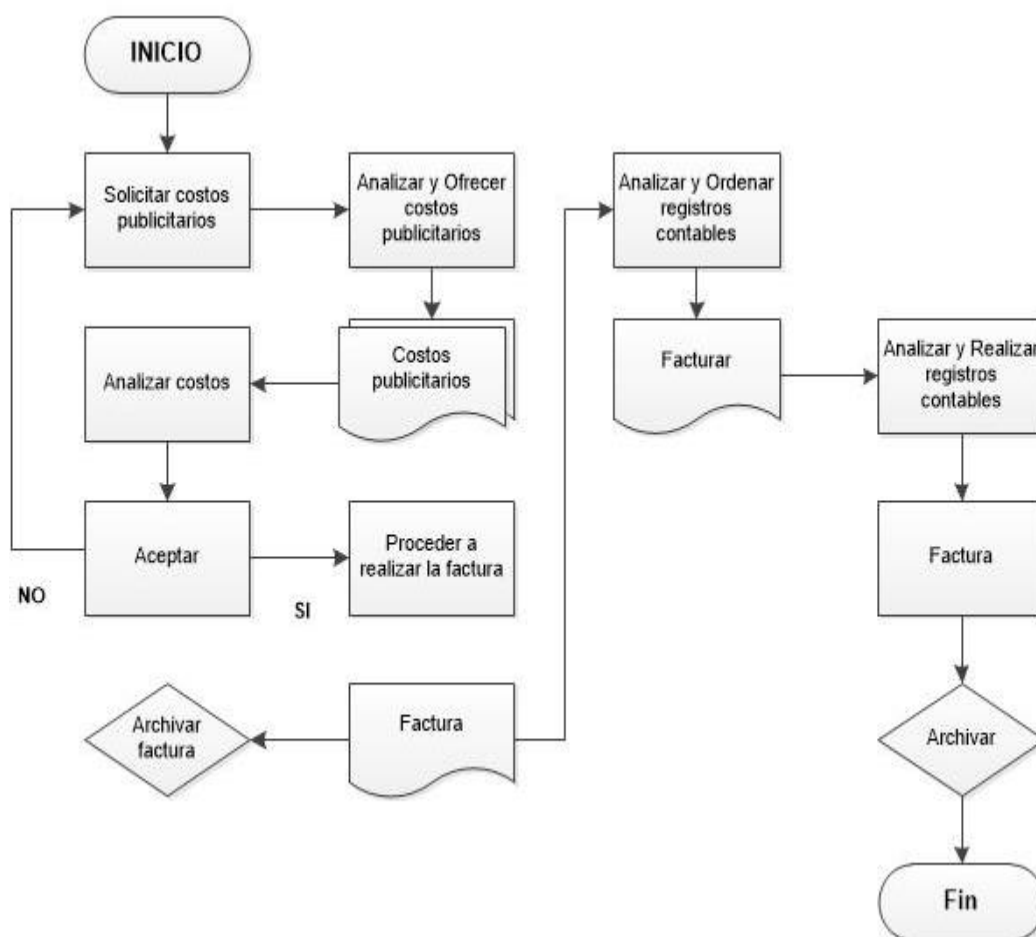 INICIO
Solicitar costos
publicitarios
Analizar y Ofrecer
costos
publicitarios
Costos
publicitarios
Analizar costos
Aceptar
NO
SI
Proceder a
realizar la factura
Factura
Archivar
factura
Analizar y Ordenar
registros
contables
Facturar
Analizar y Realizar
registros
contables
Factura
Archivar
Fin